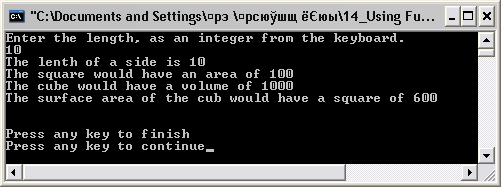 "C:\Documents and Settings\¤рэ \¤рсюўшщ ёЄюы\14_Using Fu...
Enter the length, as an integer from the keyboard.
10
The lenth of a side is 10
The square would have an area of 100
The cube would have a volume of 1000
The surface area of the cub would have a square of 600
Press any key to finish
Press any key to continue_